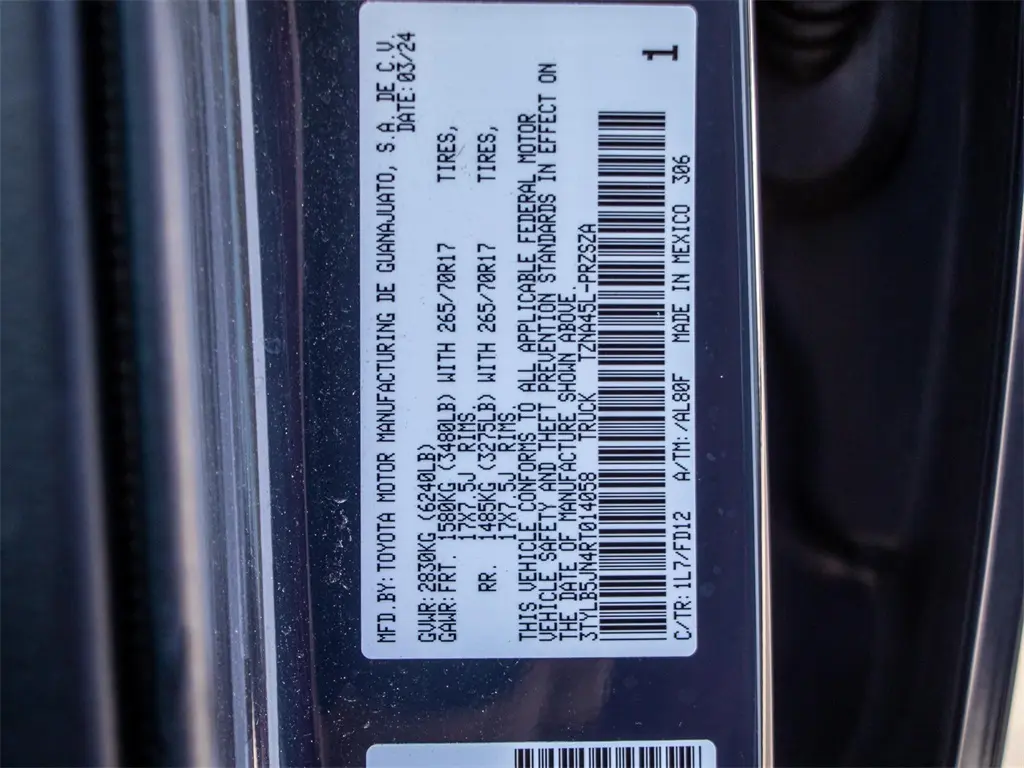 MFD.BY:TOYOTA MOTOR MANUFACTURING DE GUANAJUATO, S.A. DE C.V.
DATE:03/24
GVWR:2830KG (6240LB)
GAWR:FRT. 1580KG (3480LB) WITH 265/70R17 TIRES,
17X7.5J RIMS.
RR. 1485KG (3275LB) WITH 265/70R17 TIRES,
17X7.5J RIMS.
THIS VEHICLE CONFORMS TO ALL APPLICABLE FEDERAL MOTOR
VEHICLE SAFETY AND THEFT PREVENTION STANDARDS IN EFFECT ON
THE DATE OF MANUFACTURE SHOWN ABOVE.
3TYLB5JN4RT014058 TRUCK TZNA45L-PRZSZA
C/TR:1L7/FD12 A/TM:/AL80F MADE IN MEXICO 306
1